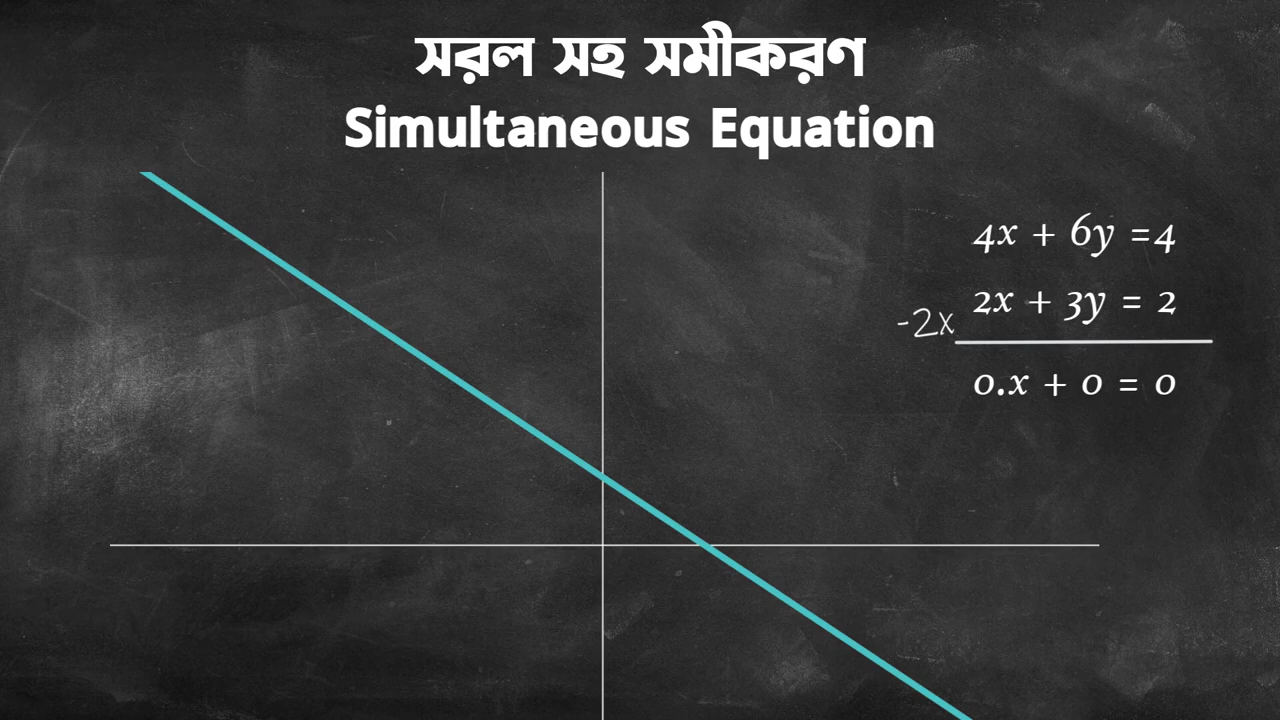 সরল সহ সমীকরণ
Simultaneous Equation
4x + 6y =4
2x + 3y = 2
-2x
0.x + 0 = 0